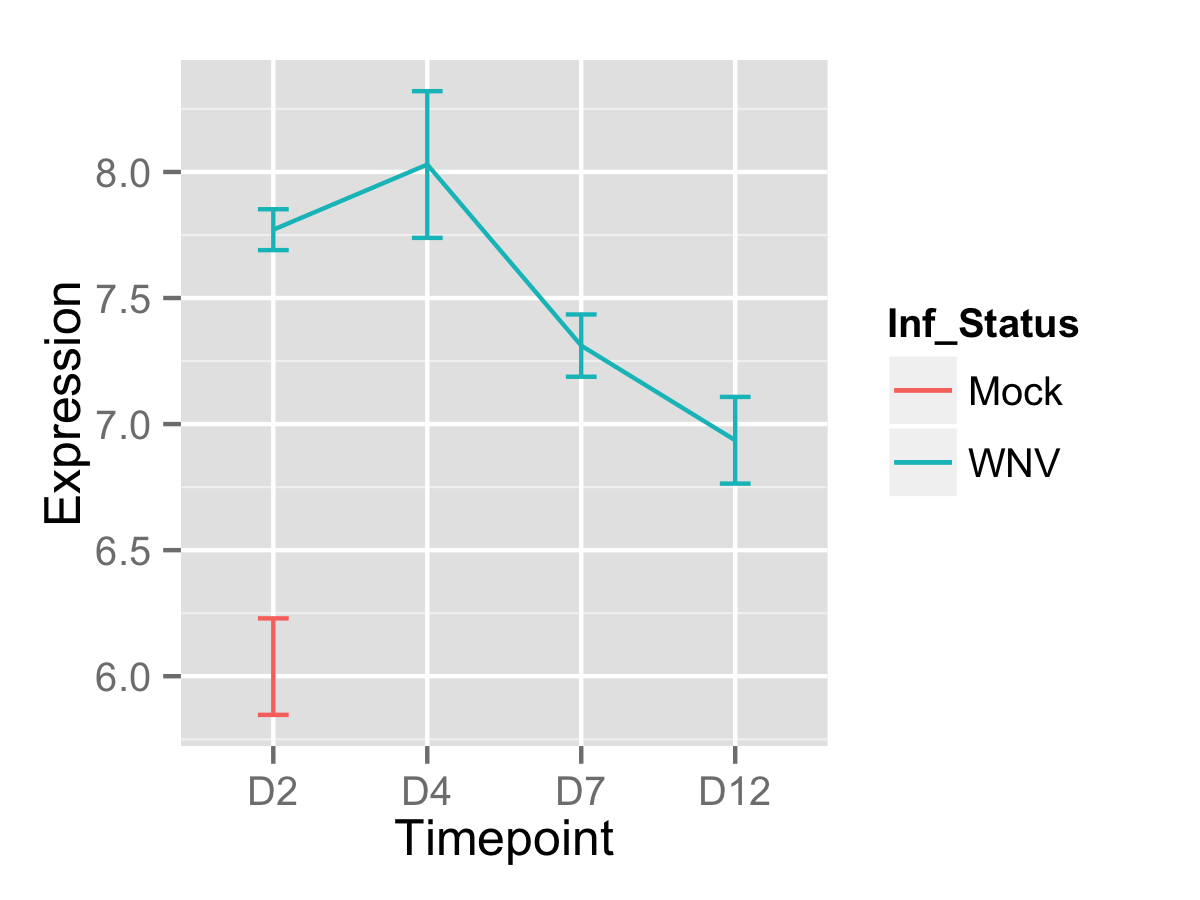 Expression
8.0
7.5
7.0
6.5
6.0
D2 D4 D7 D12
Timepoint
Inf_Status
Mock
WNV